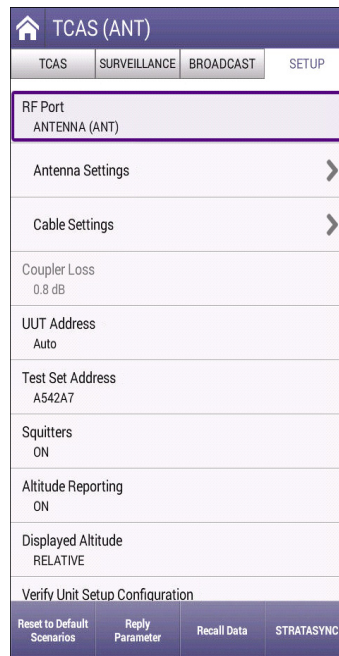 TCAS (ANT)
TCAS SURVEILLANCE BROADCAST SETUP
RF Port
ANTENNA (ANT)
Antenna Settings
Cable Settings
Coupler Loss
0.8 dB
UUT Address
Auto
Test Set Address
A542A7
Squitters
ON
Altitude Reporting
ON
Displayed Altitude
RELATIVE
Verify Unit Setup Configuration
Reset to Default
Scenarios
Reply
Parameter
Recall Data
STRATASYNC